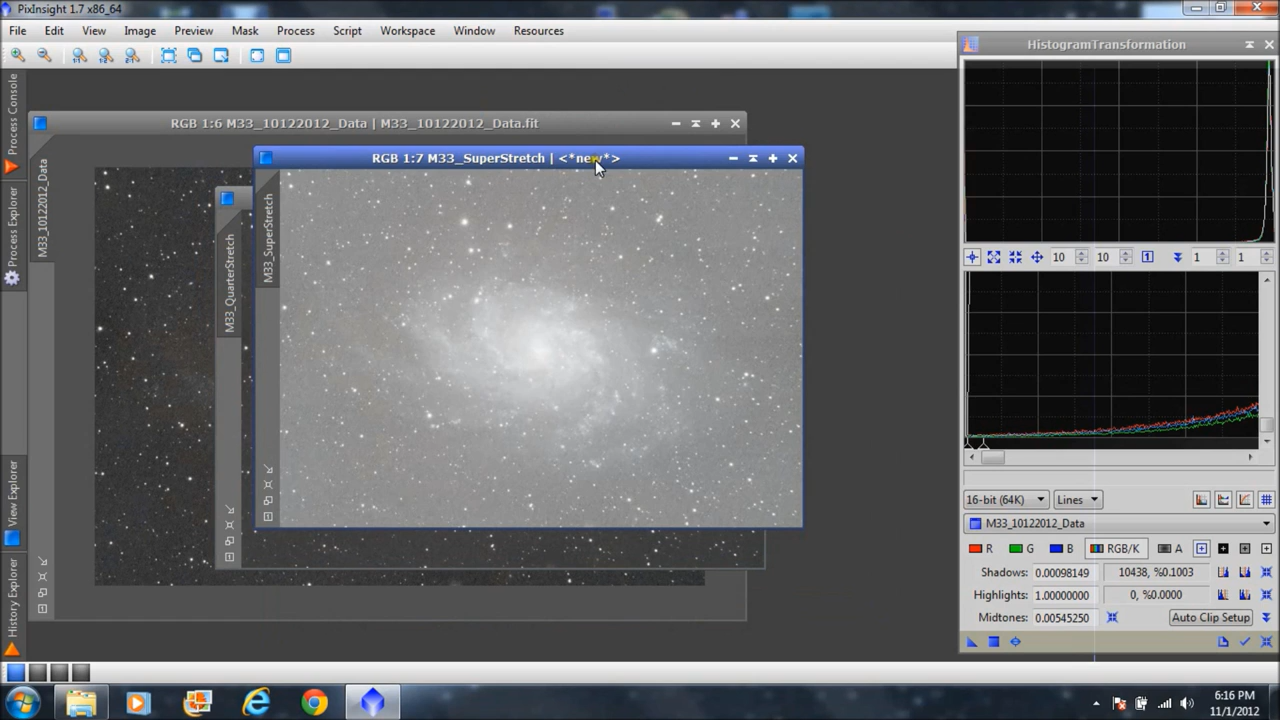 PixInsight 1.7 x86_64
File Edit View Image Preview Mask Process Script Workspace Window Resources
HistogramTransformation
Process Console
Process Explorer
View Explorer
History Explorer
RGB 1:6 M33_10122012_Data | M33_10122012_Data.fit
M33_10122012_Data
RGB 1:7 M33_SuperStretch | <*new*>
M33_SuperStretch
M33_QuarterStretch
10 10 1 1
16-bit (64K) Lines
M33_10122012_Data
R G B RGB/K A
Shadows: 0.00098149 10438, %0.1003
Highlights: 1.00000000 0, %0.0000
Midtones: 0.00545250 Auto Clip Setup
6:16 PM
11/1/2012